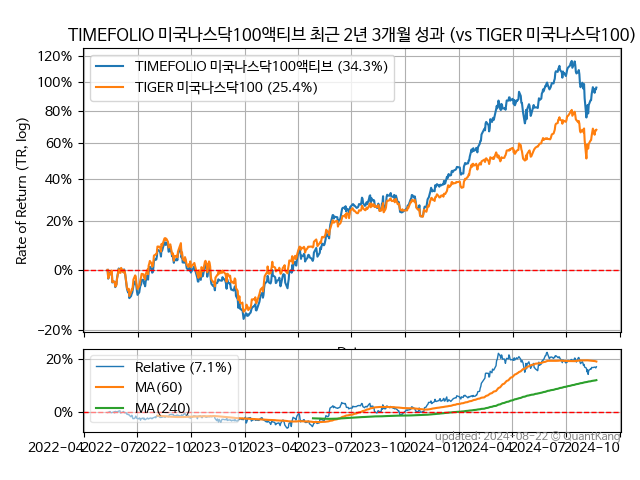 TIMEFOLIO 미국나스닥100액티브 최근 2년 3개월 성과 (vs TIGER 미국나스닥100)
120%
100%
80%
60%
40%
20%
0%
−20%
Rate of Return (TR, log)
TIMEFOLIO 미국나스닥100액티브 (34.3%)
TIGER 미국나스닥100 (25.4%)
20%
0%
Relative (7.1%)
MA(60)
MA(240)
updated: 2024-08-22 © QuantKang
2022-04 2022-07 2022-10 2023-01 2023-04 2023-07 2023-10 2024-01 2024-04 2024-07 2024-10